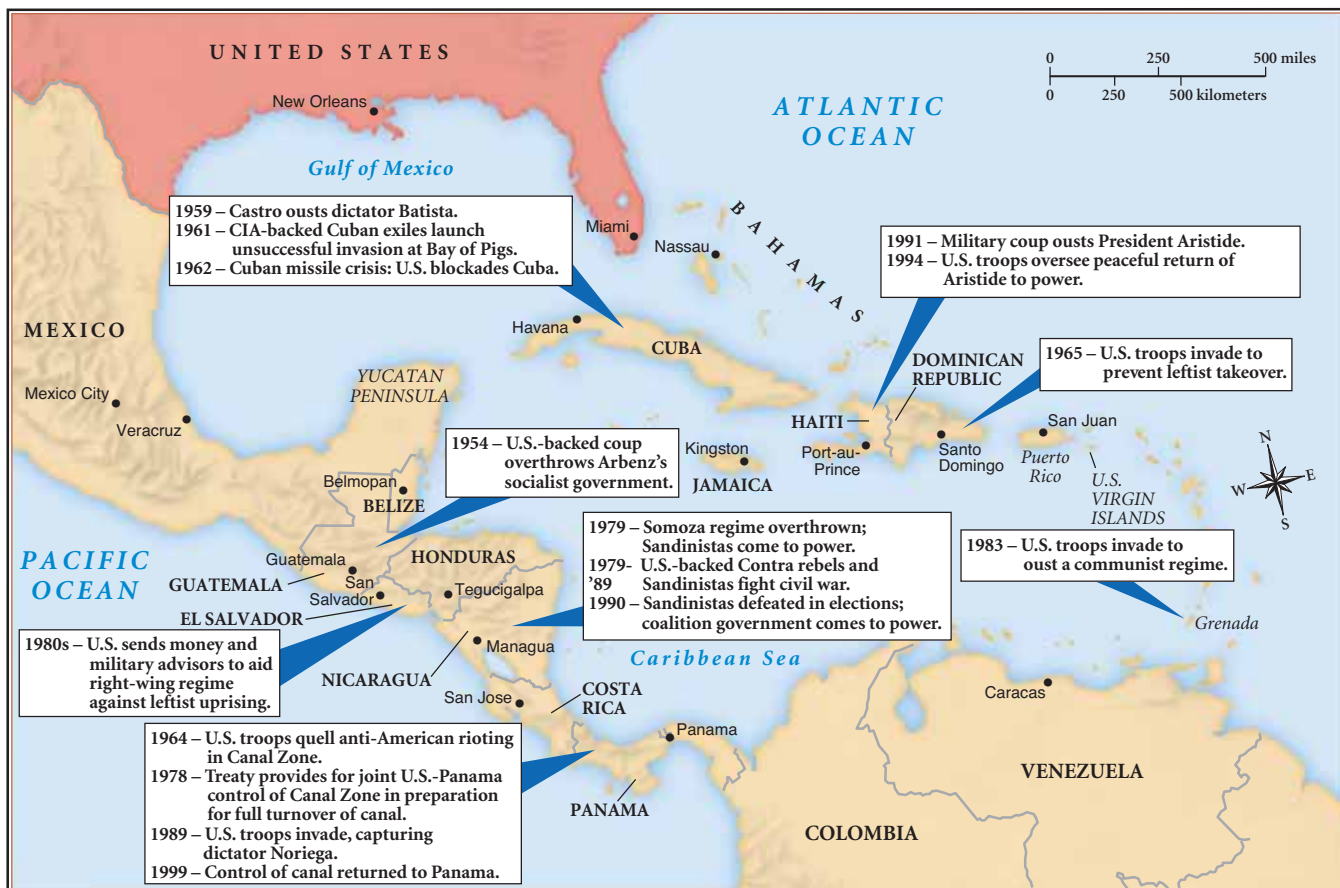 UNITED STATES
New Orleans
Gulf of Mexico
ATLANTIC
OCEAN
0 250 500 miles
0 250 500 kilometers
1959 – Castro ousts dictator Batista.
1961 – CIA-backed Cuban exiles launch
unsuccessful invasion at Bay of Pigs.
1962 – Cuban missile crisis: U.S. blockades Cuba.
Miami
Nassau
BAHAMAS
1991 – Military coup ousts President Aristide.
1994 – U.S. troops oversee peaceful return of
Aristide to power.
MEXICO
Mexico City
Veracruz
YUCATAN
PENINSULA
Havana
CUBA
DOMINICAN
REPUBLIC
1965 – U.S. troops invade to
prevent leftist takeover.
HAITI
Port-au-
Prince
Santo
Domingo
San Juan
Puerto
Rico
U.S.
VIRGIN
ISLANDS
N
W E
S
Kingston
JAMAICA
1954 – U.S.-backed coup
overthrows Arbenz's
socialist government.
Belmopan
BELIZE
PACIFIC
OCEAN
Guatemala
GUATEMALA
HONDURAS
Tegucigalpa
San
Salvador
EL SALVADOR
1979 – Somoza regime overthrown;
Sandinistas come to power.
1979- U.S.-backed Contra rebels and
'89 Sandinistas fight civil war.
1990 – Sandinistas defeated in elections;
coalition government comes to power.
1983 – U.S. troops invade to
oust a communist regime.
Grenada
1980s – U.S. sends money and
military advisors to aid
right-wing regime
against leftist uprising.
NICARAGUA
Managua
Caribbean Sea
San Jose
COSTA
RICA
Panama
PANAMA
Caracas
VENEZUELA
COLOMBIA
1964 – U.S. troops quell anti-American rioting
in Canal Zone.
1978 – Treaty provides for joint U.S.-Panama
control of Canal Zone in preparation
for full turnover of canal.
1989 – U.S. troops invade, capturing
dictator Noriega.
1999 – Control of canal returned to Panama.